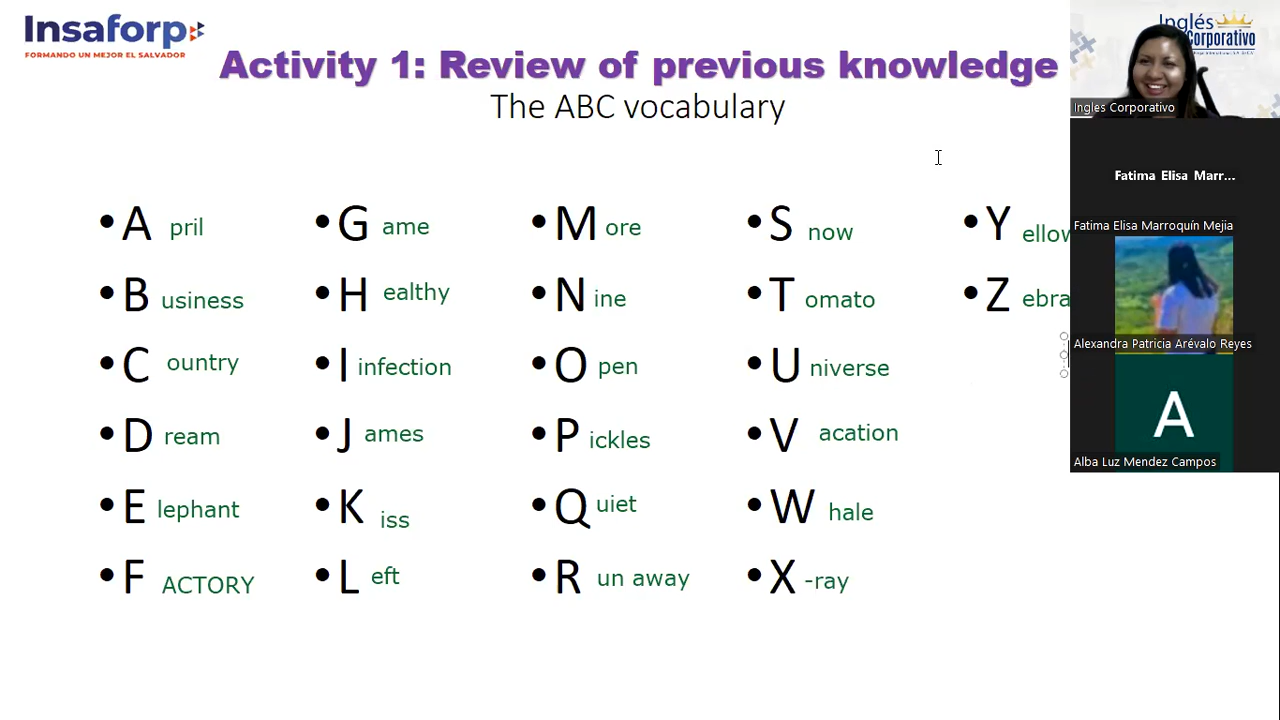 Insaforp
FORMANDO UN MEJOR EL SALVADOR
Activity 1: Review of previous knowledge
The ABC vocabulary
• A pril
• B usiness
• C ountry
• D ream
• E lephant
• F ACTORY
• G ame
• H ealthy
• I infection
• J ames
• K iss
• L eft
• M ore
• N ine
• O pen
• P ickles
• Q uiet
• R un away
• S now
• T omato
• U niverse
• V acation
• W hale
• X -ray
• Y ellow
• Z ebra
Inglés
Corporativo
Ingles Corporativo
Fatima Elisa Marr...
Fatima Elisa Marroquín Mejia
Alexandra Patricia Arévalo Reyes
A
Alba Luz Mendez Campos